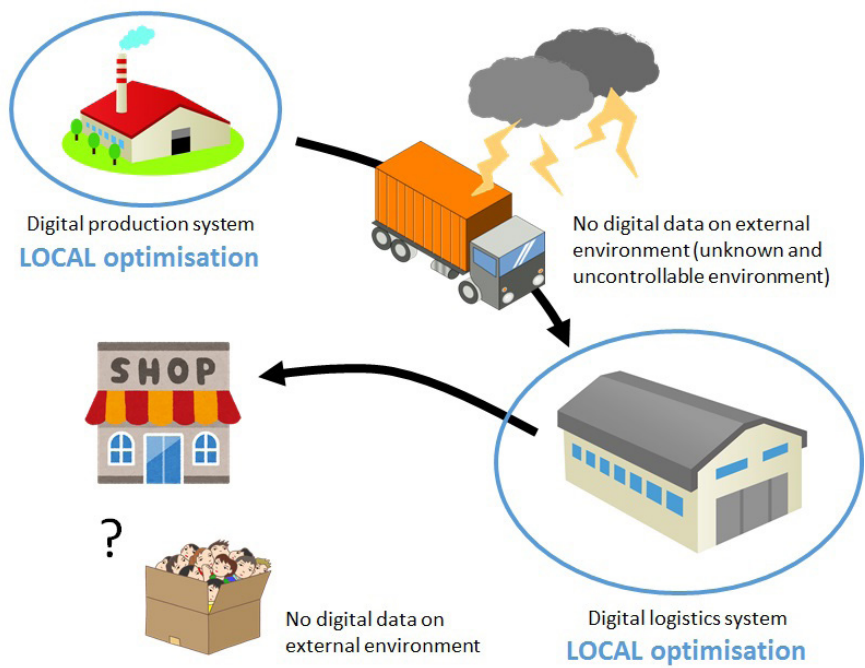 Digital production system
LOCAL optimisation
No digital data on external
environment (unknown and
uncontrollable environment)
SHOP
?
No digital data on
external environment
Digital logistics system
LOCAL optimisation